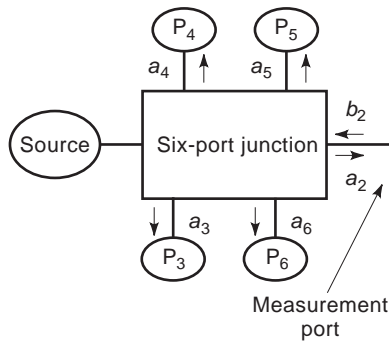 P4 P5
a4 a5
b2
Source Six-port junction
a2
a3 a6
P3 P6
Measurement
port